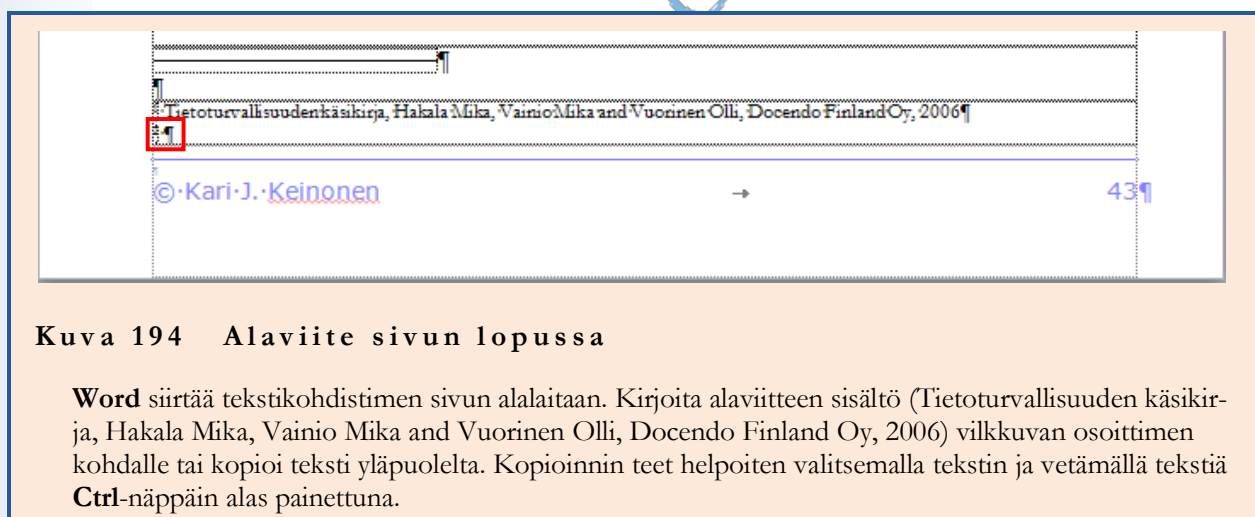 ¶
¶
Tietoturvallisuuden·käsikirja,·Hakala·Mika,·Vainio·Mika·and·Vuorinen·Olli,·Docendo·Finland·Oy,·2006¶
¶
©·Kari·J.·Keinonen → 43¶
Kuva 194 Alaviite sivun lopussa
Word siirtää tekstikohdistimen sivun alalaitaan. Kirjoita alaviitteen sisältö (Tietoturvallisuuden käsikir-
ja, Hakala Mika, Vainio Mika and Vuorinen Olli, Docendo Finland Oy, 2006) vilkkuvan osoittimen
kohdalle tai kopioi teksti yläpuolelta. Kopioinnin teet helpoiten valitsemalla tekstin ja vetämällä tekstiä
Ctrl-näppäin alas painettuna.